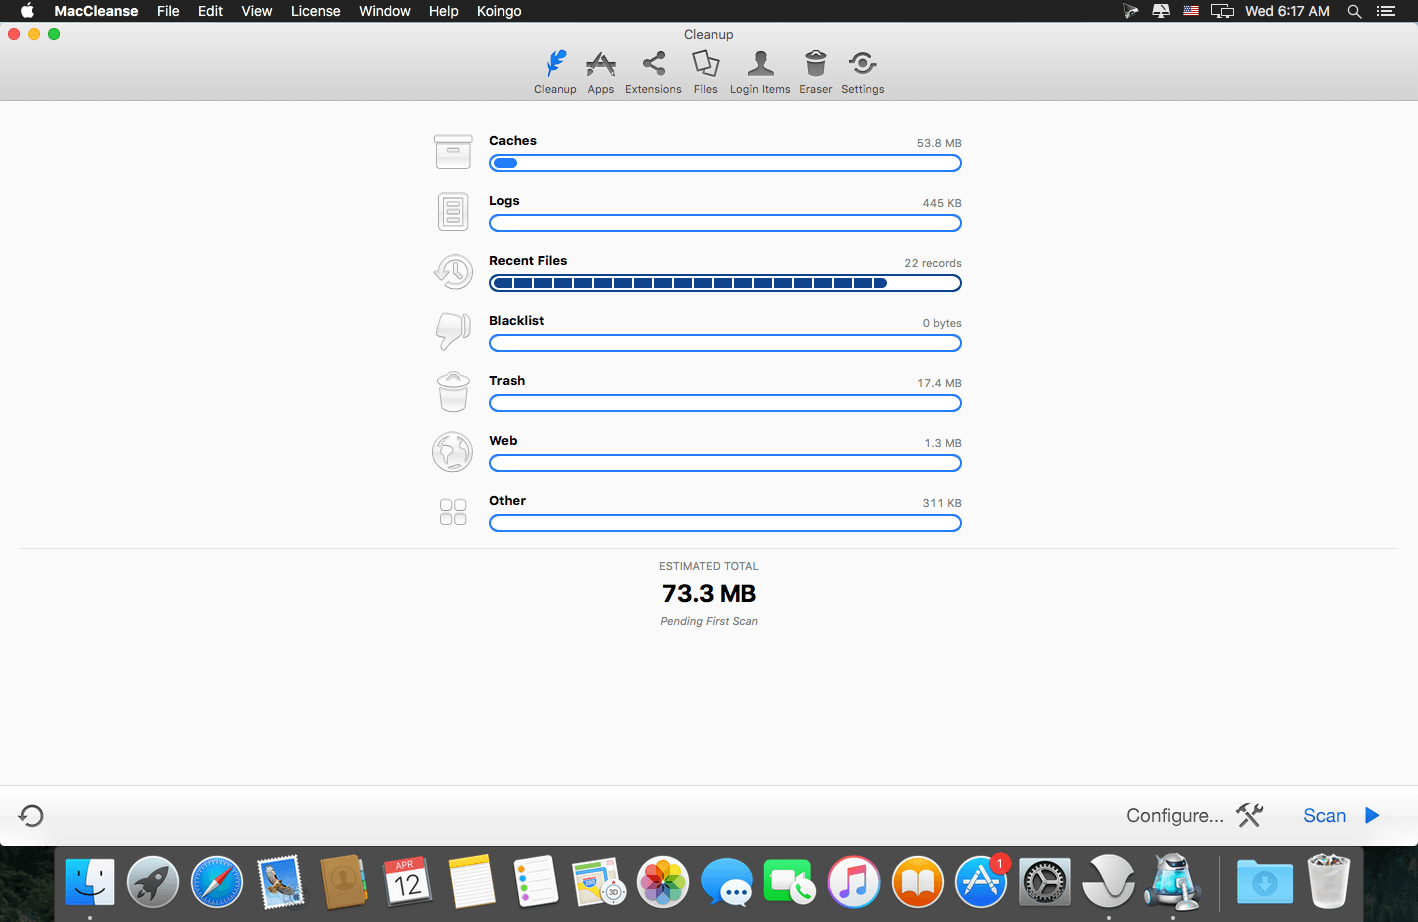 MacCleanse File Edit View License Window Help Koingo Wed 6:17 AM
Cleanup
Cleanup Apps Extensions Files Login Items Eraser Settings
Caches 53.8 MB
Logs 445 KB
Recent Files 22 records
Blacklist 0 bytes
Trash 17.4 MB
Web 1.3 MB
Other 311 KB
ESTIMATED TOTAL
73.3 MB
Pending First Scan
Configure... Scan
APR
12
3D
1